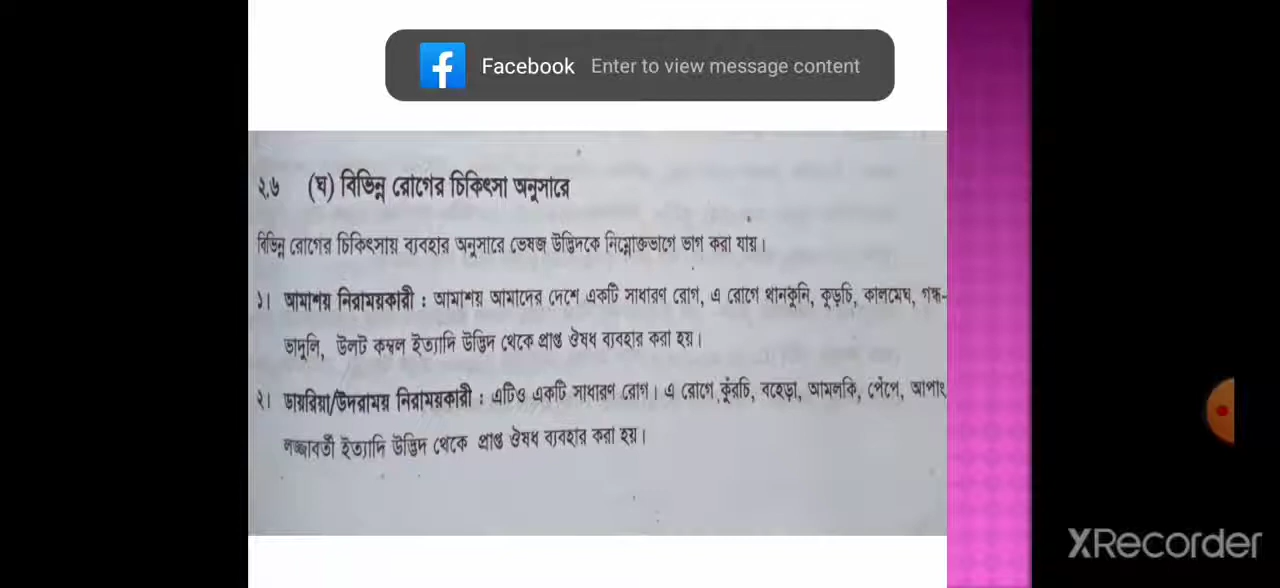 Facebook Enter to view message content
২.৬ (ঘ) বিভিন্ন রোগের চিকিৎসা অনুসারে
বিভিন্ন রোগের চিকিৎসায় ব্যবহার অনুসারে ভেষজ উদ্ভিদকে নিম্নোক্তভাগে ভাগ করা যায়।
১। আমাশয় নিরাময়কারী : আমাশয় আমাদের দেশে একটি সাধারণ রোগ, এ রোগে থানকুনি, কুড়চি, কালমেঘ, গন্ধ-
ভাদুলি, উলট কম্বল ইত্যাদি উদ্ভিদ থেকে প্রাপ্ত ঔষধ ব্যবহার করা হয়।
২। ডায়রিয়া/উদরাময় নিরাময়কারী : এটিও একটি সাধারণ রোগ। এ রোগে কুঁরচি, বহেড়া, আমলকি, পেঁপে, আপাং
লজ্জাবতী ইত্যাদি উদ্ভিদ থেকে প্রাপ্ত ঔষধ ব্যবহার করা হয়।
XRecorder